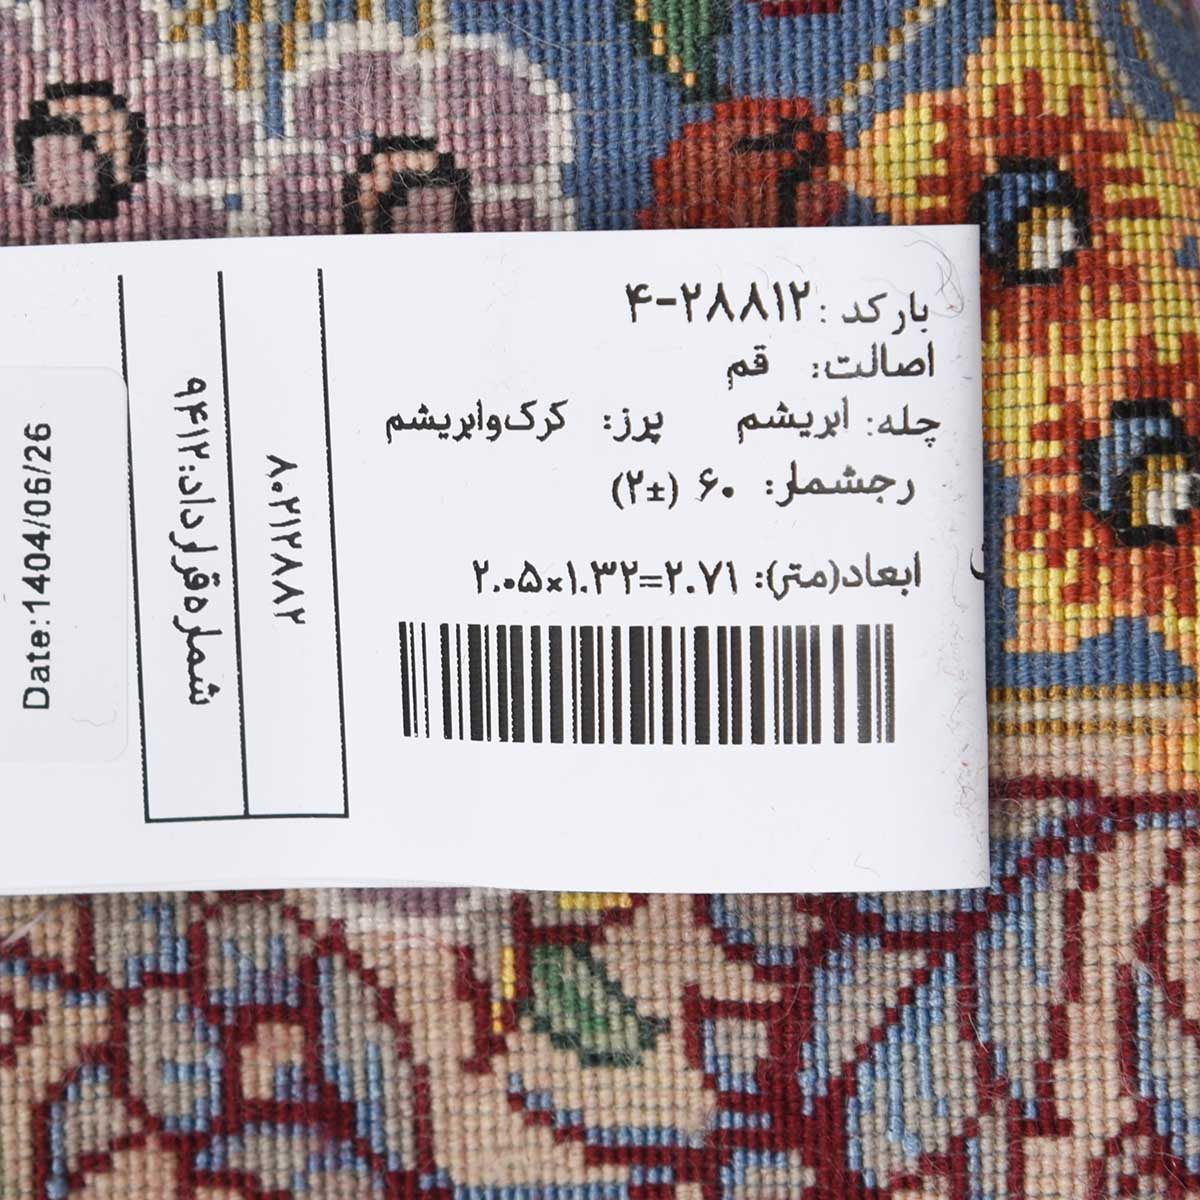 بارکد : ۴-۲۸۸۱۲
اصالت: قم
چله: ابریشم پرز: کرک‌وابریشم
رجشمار: ۶۰ (±۲)
ابعاد(متر): ۲.۰۵×۱.۳۲=۲.۷۱
۸۰۲۱۲۸۸۲
شماره‌قرارداد:۹۴۱۲
Date:1404/06/26